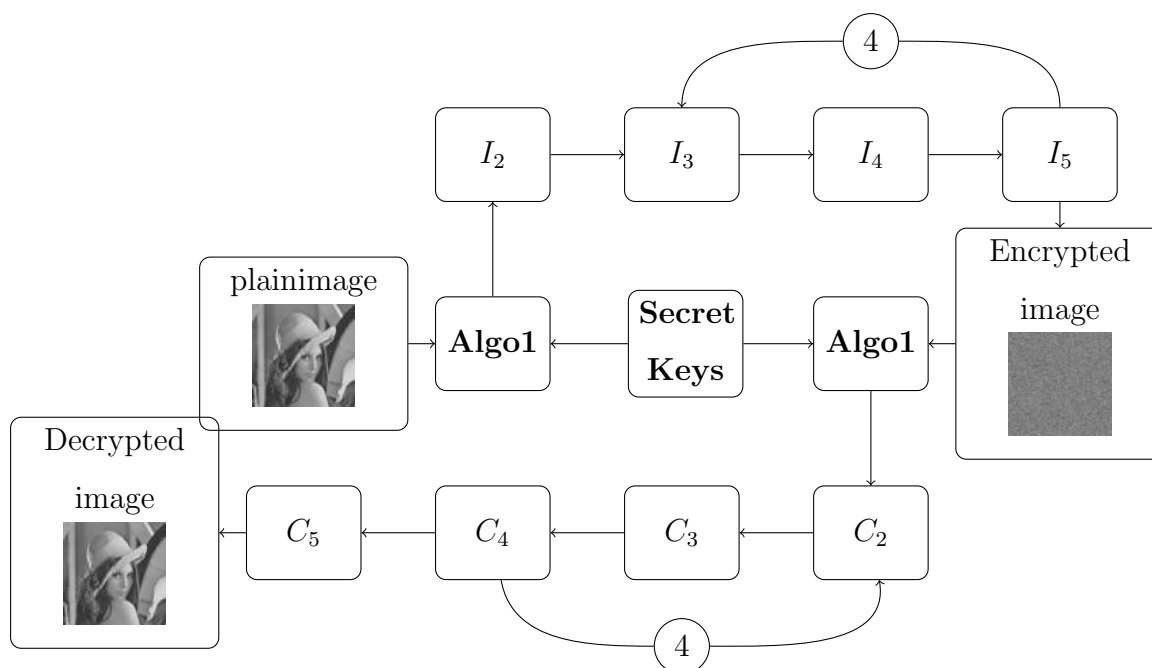 4
I₂
I₃
I₄
I₅
plainimage
Algo1
Secret
Keys
Algo1
Encrypted
image
Decrypted
image
C₅
C₄
C₃
C₂
4